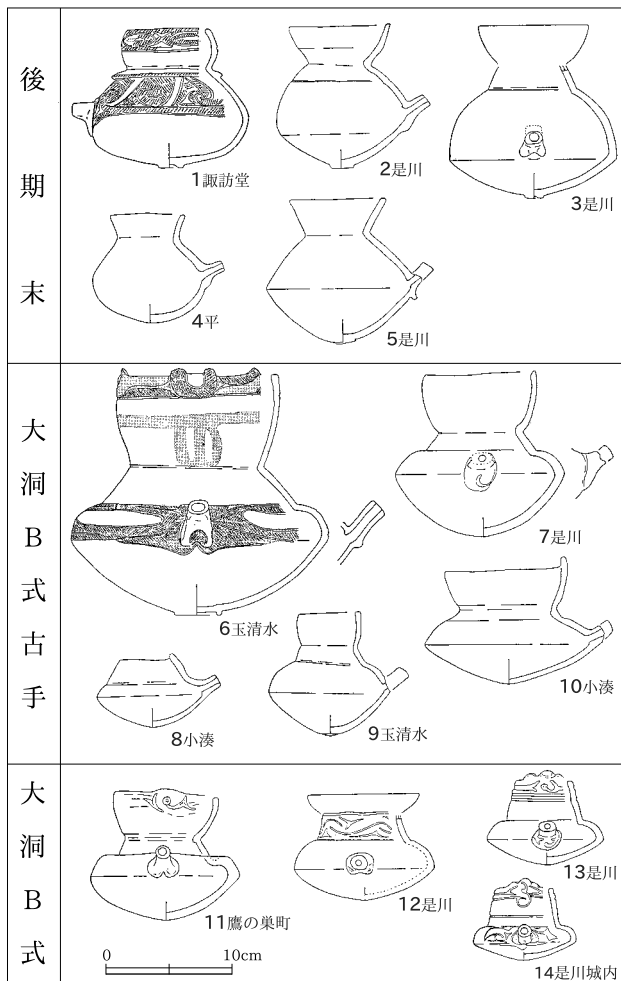 後期末
1諏訪堂
2是川
3是川
4平
5是川
大洞B式古手
6玉清水
7是川
8小湊
9玉清水
10小湊
大洞B式
11鷹の巣町
12是川
13是川
14是川城内
0 10cm